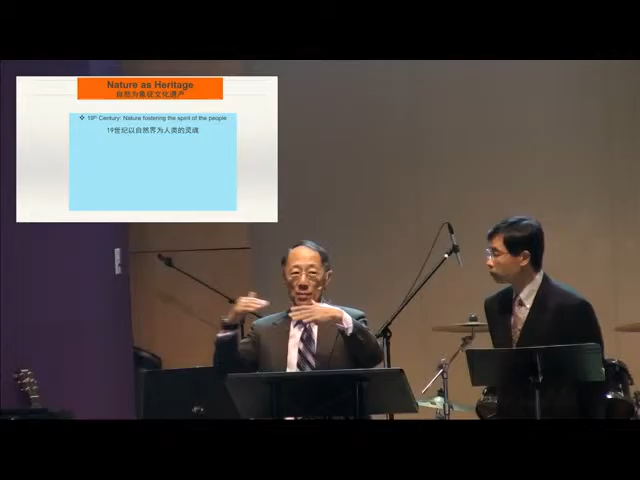 Nature as Heritage
自然为象征文化遗产
❖ 19th Century: Nature fostering the spirit of the people
19世纪以自然界为人类的灵魂